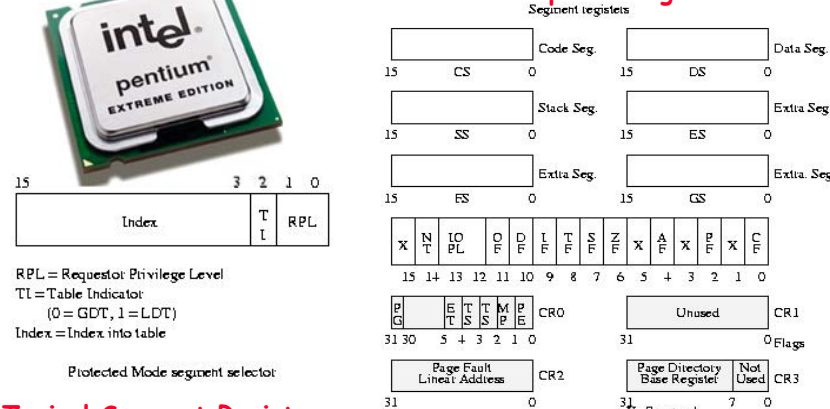 intel
pentium
EXTREME EDITION
15 3 2 1 0
Index TI RPL
RPL = Requestor Privilege Level
TI = Table Indicator
(0 = GDT, 1 = LDT)
Index = Index into table
Protected Mode segment selector
Segment registers
Code Seg. Data Seg.
15 CS 0 15 DS 0
Stack Seg. Extra Seg
15 SS 0 15 ES 0
Extra Seg. Extra. Seg
15 FS 0 15 GS 0
X NT IOPL OF DF IF TF SF ZF X AF X PF X CF
15 14 13 12 11 10 9 8 7 6 5 4 3 2 1 0
PG ET TS TS MP PE CR0 Unused CR1
31 30 5 4 3 2 1 0 31 0 Flags
Page Fault Linear Address CR2 Page Directory Base Register Not Used CR3
31 0 31 7 0